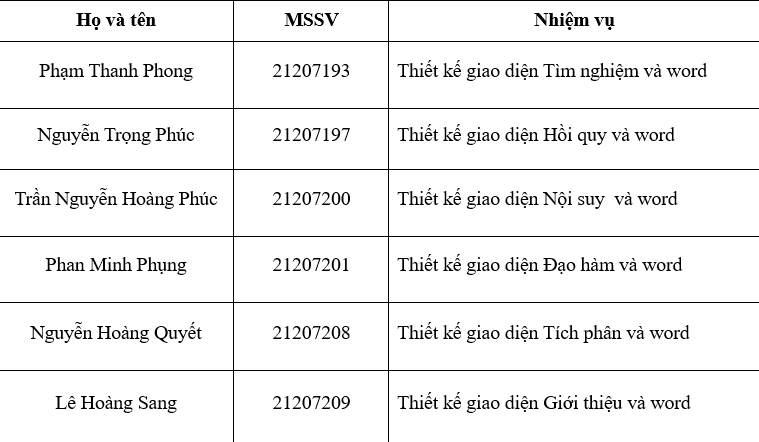 Họ và tên MSSV Nhiệm vụ
Phạm Thanh Phong 21207193 Thiết kế giao diện Tìm nghiệm và word
Nguyễn Trọng Phúc 21207197 Thiết kế giao diện Hồi quy và word
Trần Nguyễn Hoàng Phúc 21207200 Thiết kế giao diện Nội suy và word
Phan Minh Phụng 21207201 Thiết kế giao diện Đạo hàm và word
Nguyễn Hoàng Quyết 21207208 Thiết kế giao diện Tích phân và word
Lê Hoàng Sang 21207209 Thiết kế giao diện Giới thiệu và word